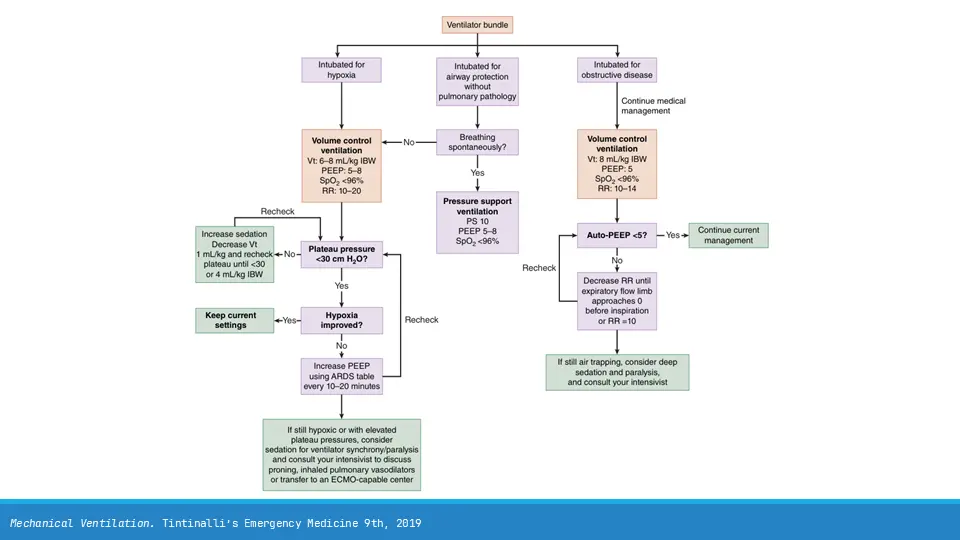 Ventilator bundle
Intubated for
hypoxia
Intubated for
airway protection
without
pulmonary pathology
Intubated for
obstructive disease
Continue medical
management
Volume control
ventilation
Vt: 6–8 mL/kg IBW
PEEP: 5–8
SpO2 <96%
RR: 10–20
No
Breathing
spontaneously?
Yes
Pressure support
ventilation
PS 10
PEEP 5–8
SpO2 <96%
Volume control
ventilation
Vt: 8 mL/kg IBW
PEEP: 5
SpO2 <96%
RR: 10–14
Recheck
Increase sedation
Decrease Vt
1 mL/kg and recheck
plateau until <30
or 4 mL/kg IBW
No
Plateau pressure
<30 cm H2O?
Yes
Auto-PEEP <5?
Yes
Continue current
management
No
Recheck
Decrease RR until
expiratory flow limb
approaches 0
before inspiration
or RR =10
Keep current
settings
Yes
Hypoxia
improved?
Recheck
No
Increase PEEP
using ARDS table
every 10–20 minutes
If still air trapping, consider deep
sedation and paralysis,
and consult your intensivist
If still hypoxic or with elevated
plateau pressures, consider
sedation for ventilator synchrony/paralysis
and consult your intensivist to discuss
proning, inhaled pulmonary vasodilators
or transfer to an ECMO-capable center
Mechanical Ventilation. Tintinalli's Emergency Medicine 9th, 2019